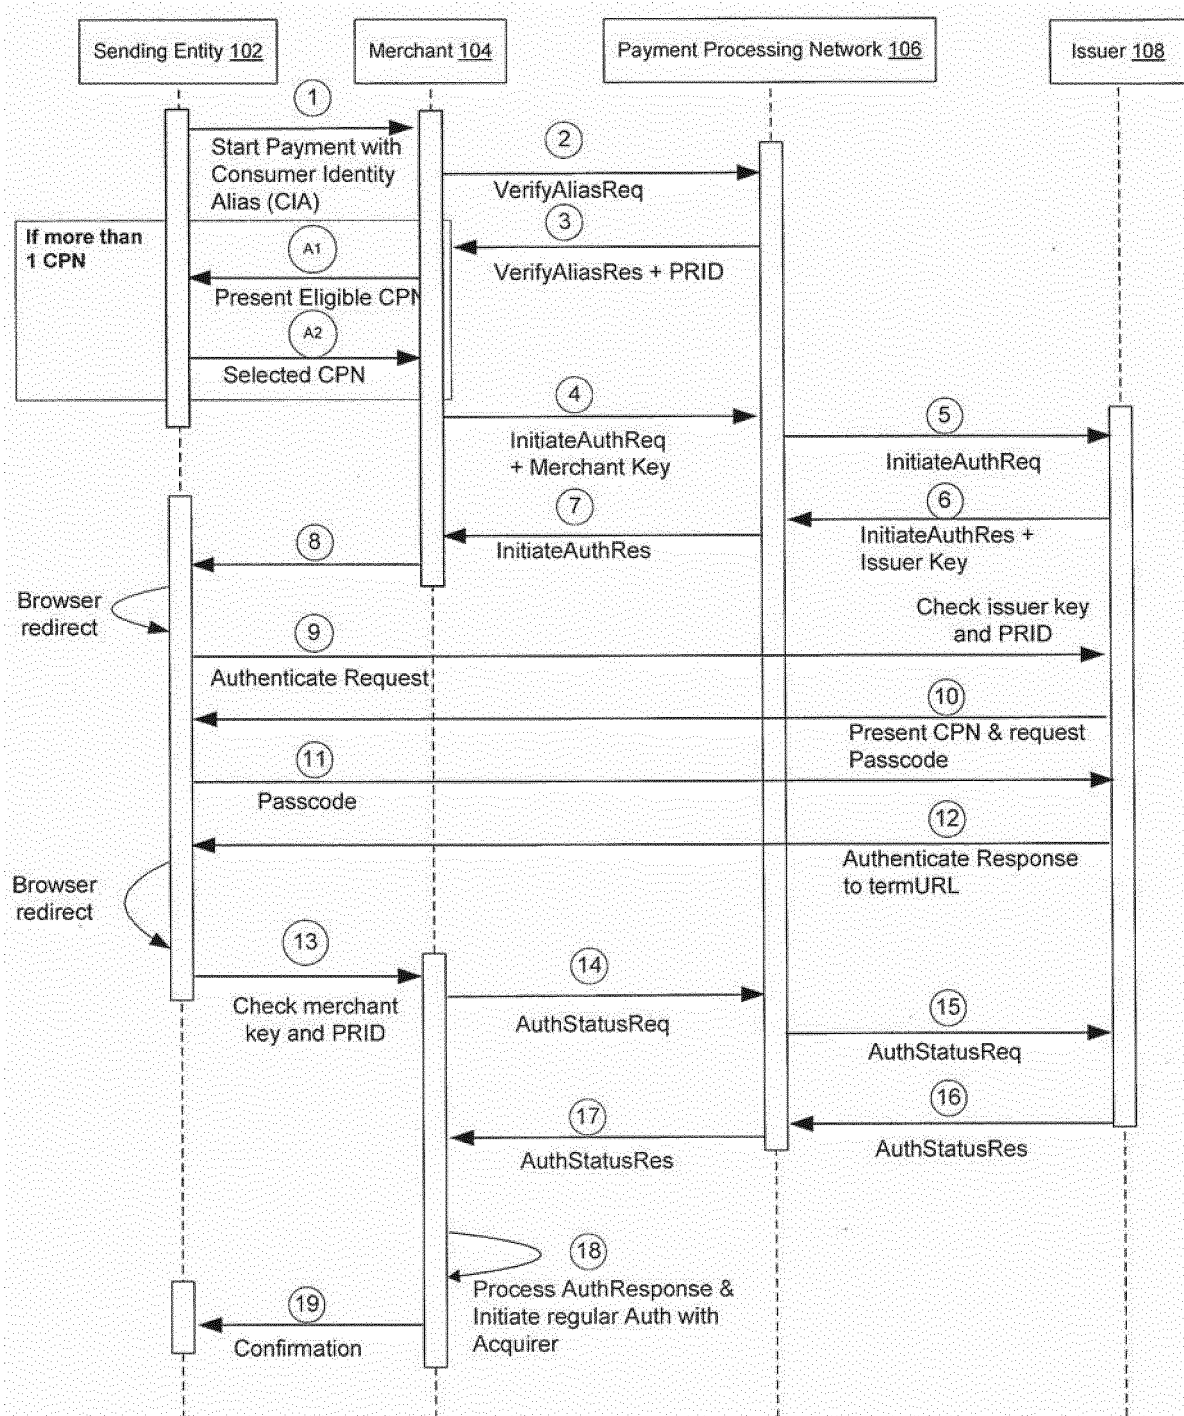 Sending Entity 102
Merchant 104
Payment Processing Network 106
Issuer 108
1
Start Payment with
Consumer Identity
Alias (CIA)
2
VerifyAliasReq
3
VerifyAliasRes + PRID
If more than
1 CPN
A1
Present Eligible CPN
A2
Selected CPN
4
InitiateAuthReq
+ Merchant Key
5
InitiateAuthReq
6
InitiateAuthRes +
Issuer Key
7
InitiateAuthRes
8
Browser
redirect
Check issuer key
and PRID
9
Authenticate Request
10
Present CPN & request
Passcode
11
Passcode
12
Authenticate Response
to termURL
Browser
redirect
13
Check merchant
key and PRID
14
AuthStatusReq
15
AuthStatusReq
16
AuthStatusRes
17
AuthStatusRes
18
Process AuthResponse &
Initiate regular Auth with
Acquirer
19
Confirmation